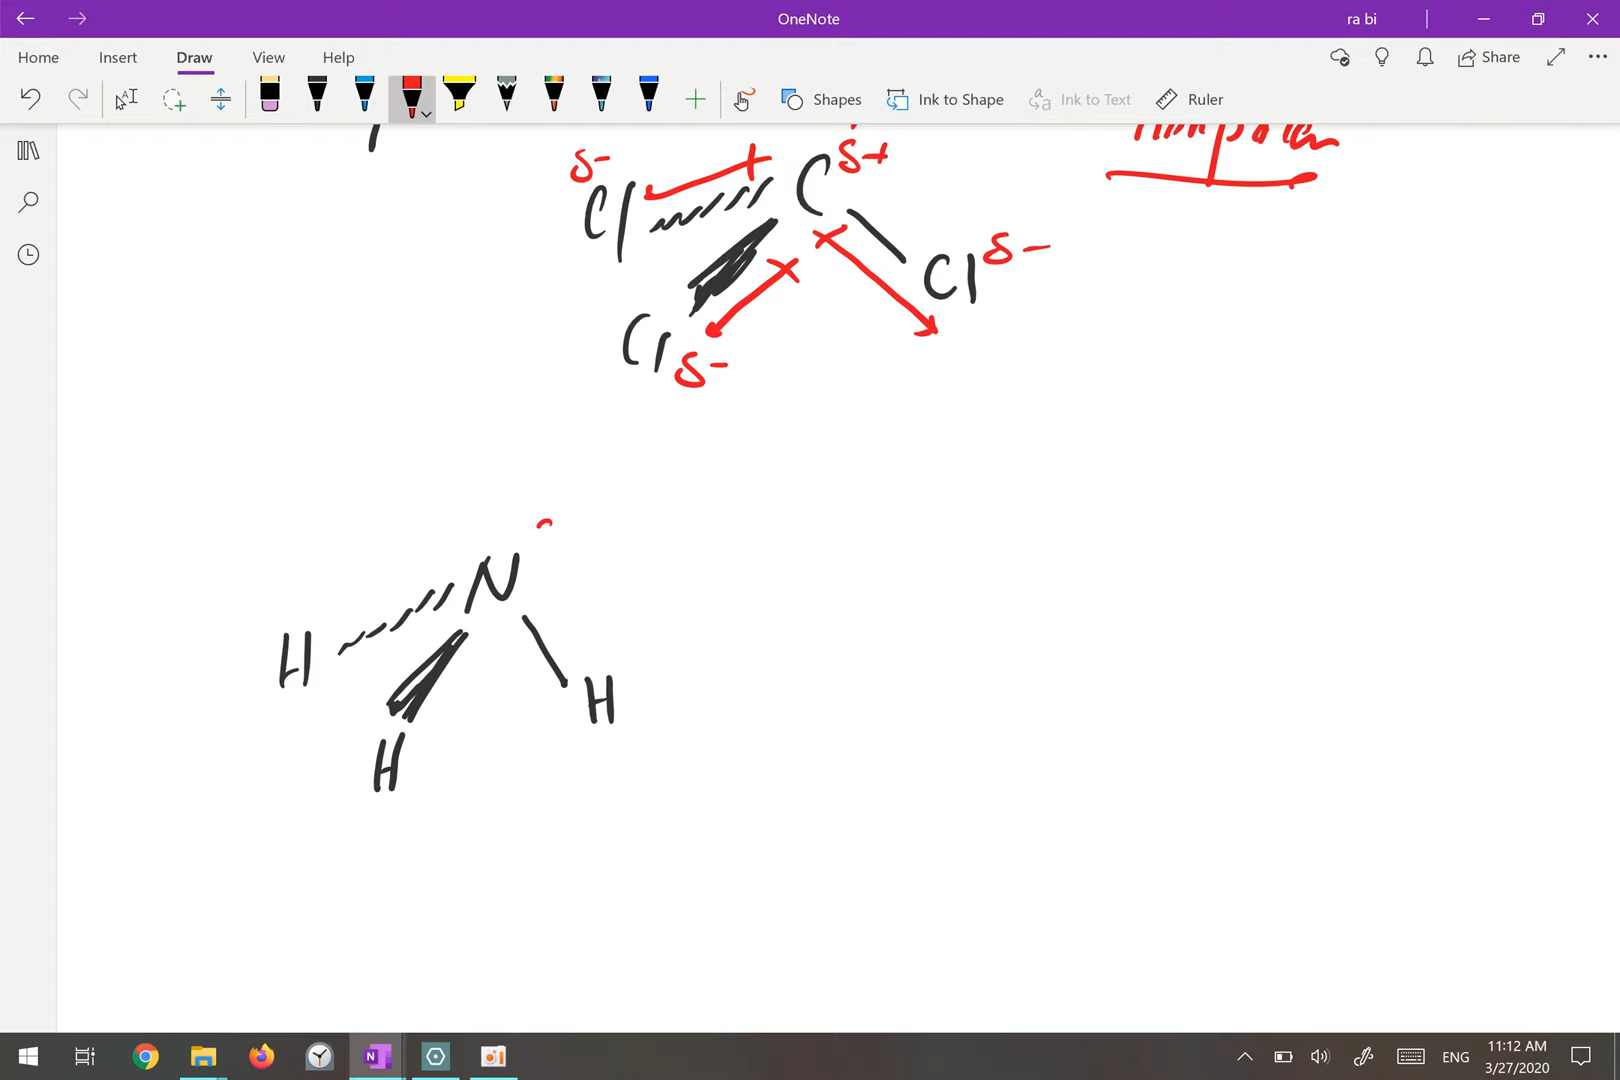 OneNote
ra bi
Home Insert Draw View Help
Share
Shapes Ink to Shape Ink to Text Ruler
Nonpolar
δ- C δ+
Cl
Cl δ-
Cl δ-
N
H
H
H
ENG
11:12 AM
3/27/2020